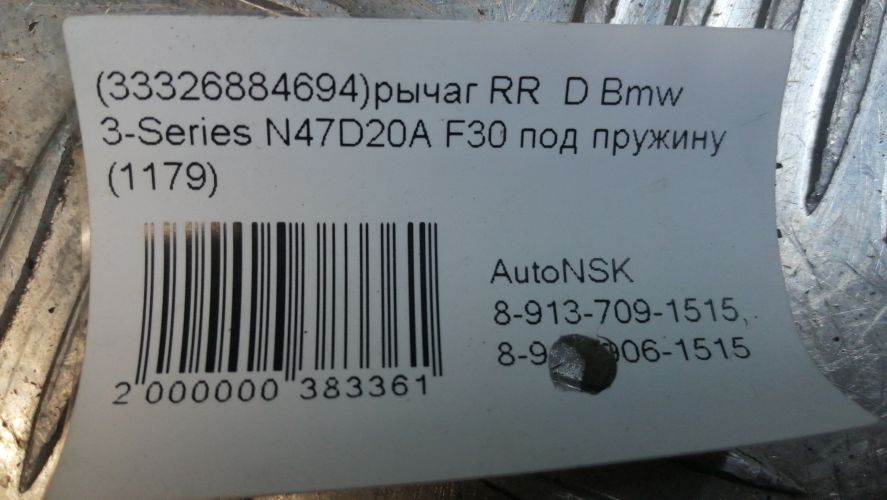 (33326884694)рычаг RR D Bmw
3-Series N47D20A F30 под пружину
(1179)
AutoNSK
8-913-709-1515,
2 000000 383361